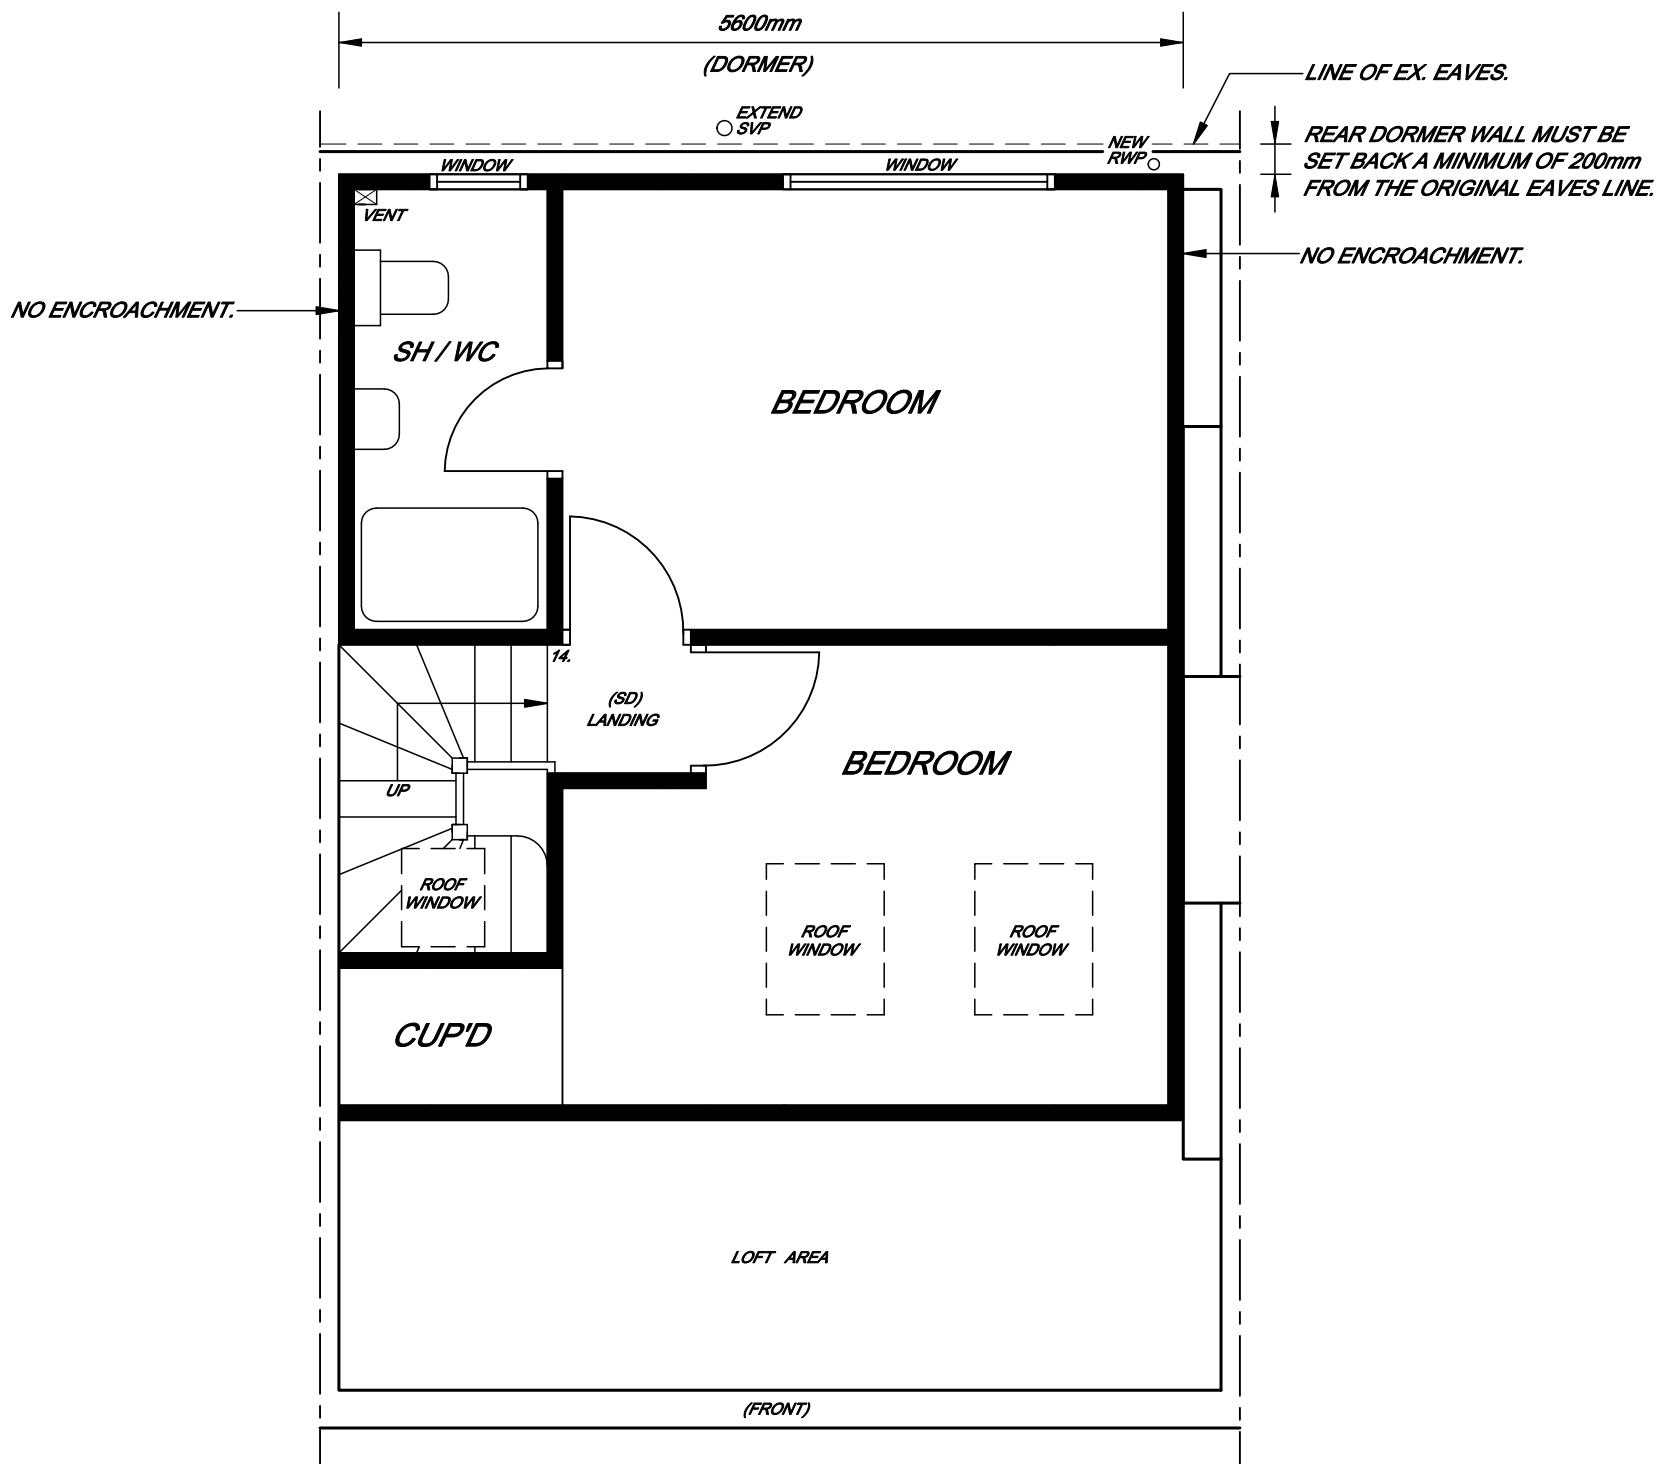 5600mm
(DORMER)
LINE OF EX. EAVES.
EXTEND
SVP
NEW
RWP
REAR DORMER WALL MUST BE
SET BACK A MINIMUM OF 200mm
FROM THE ORIGINAL EAVES LINE.
WINDOW
WINDOW
VENT
NO ENCROACHMENT.
NO ENCROACHMENT.
SH / WC
BEDROOM
14.
(SD)
LANDING
BEDROOM
UP
ROOF
WINDOW
ROOF
WINDOW
ROOF
WINDOW
CUP'D
LOFT AREA
(FRONT)